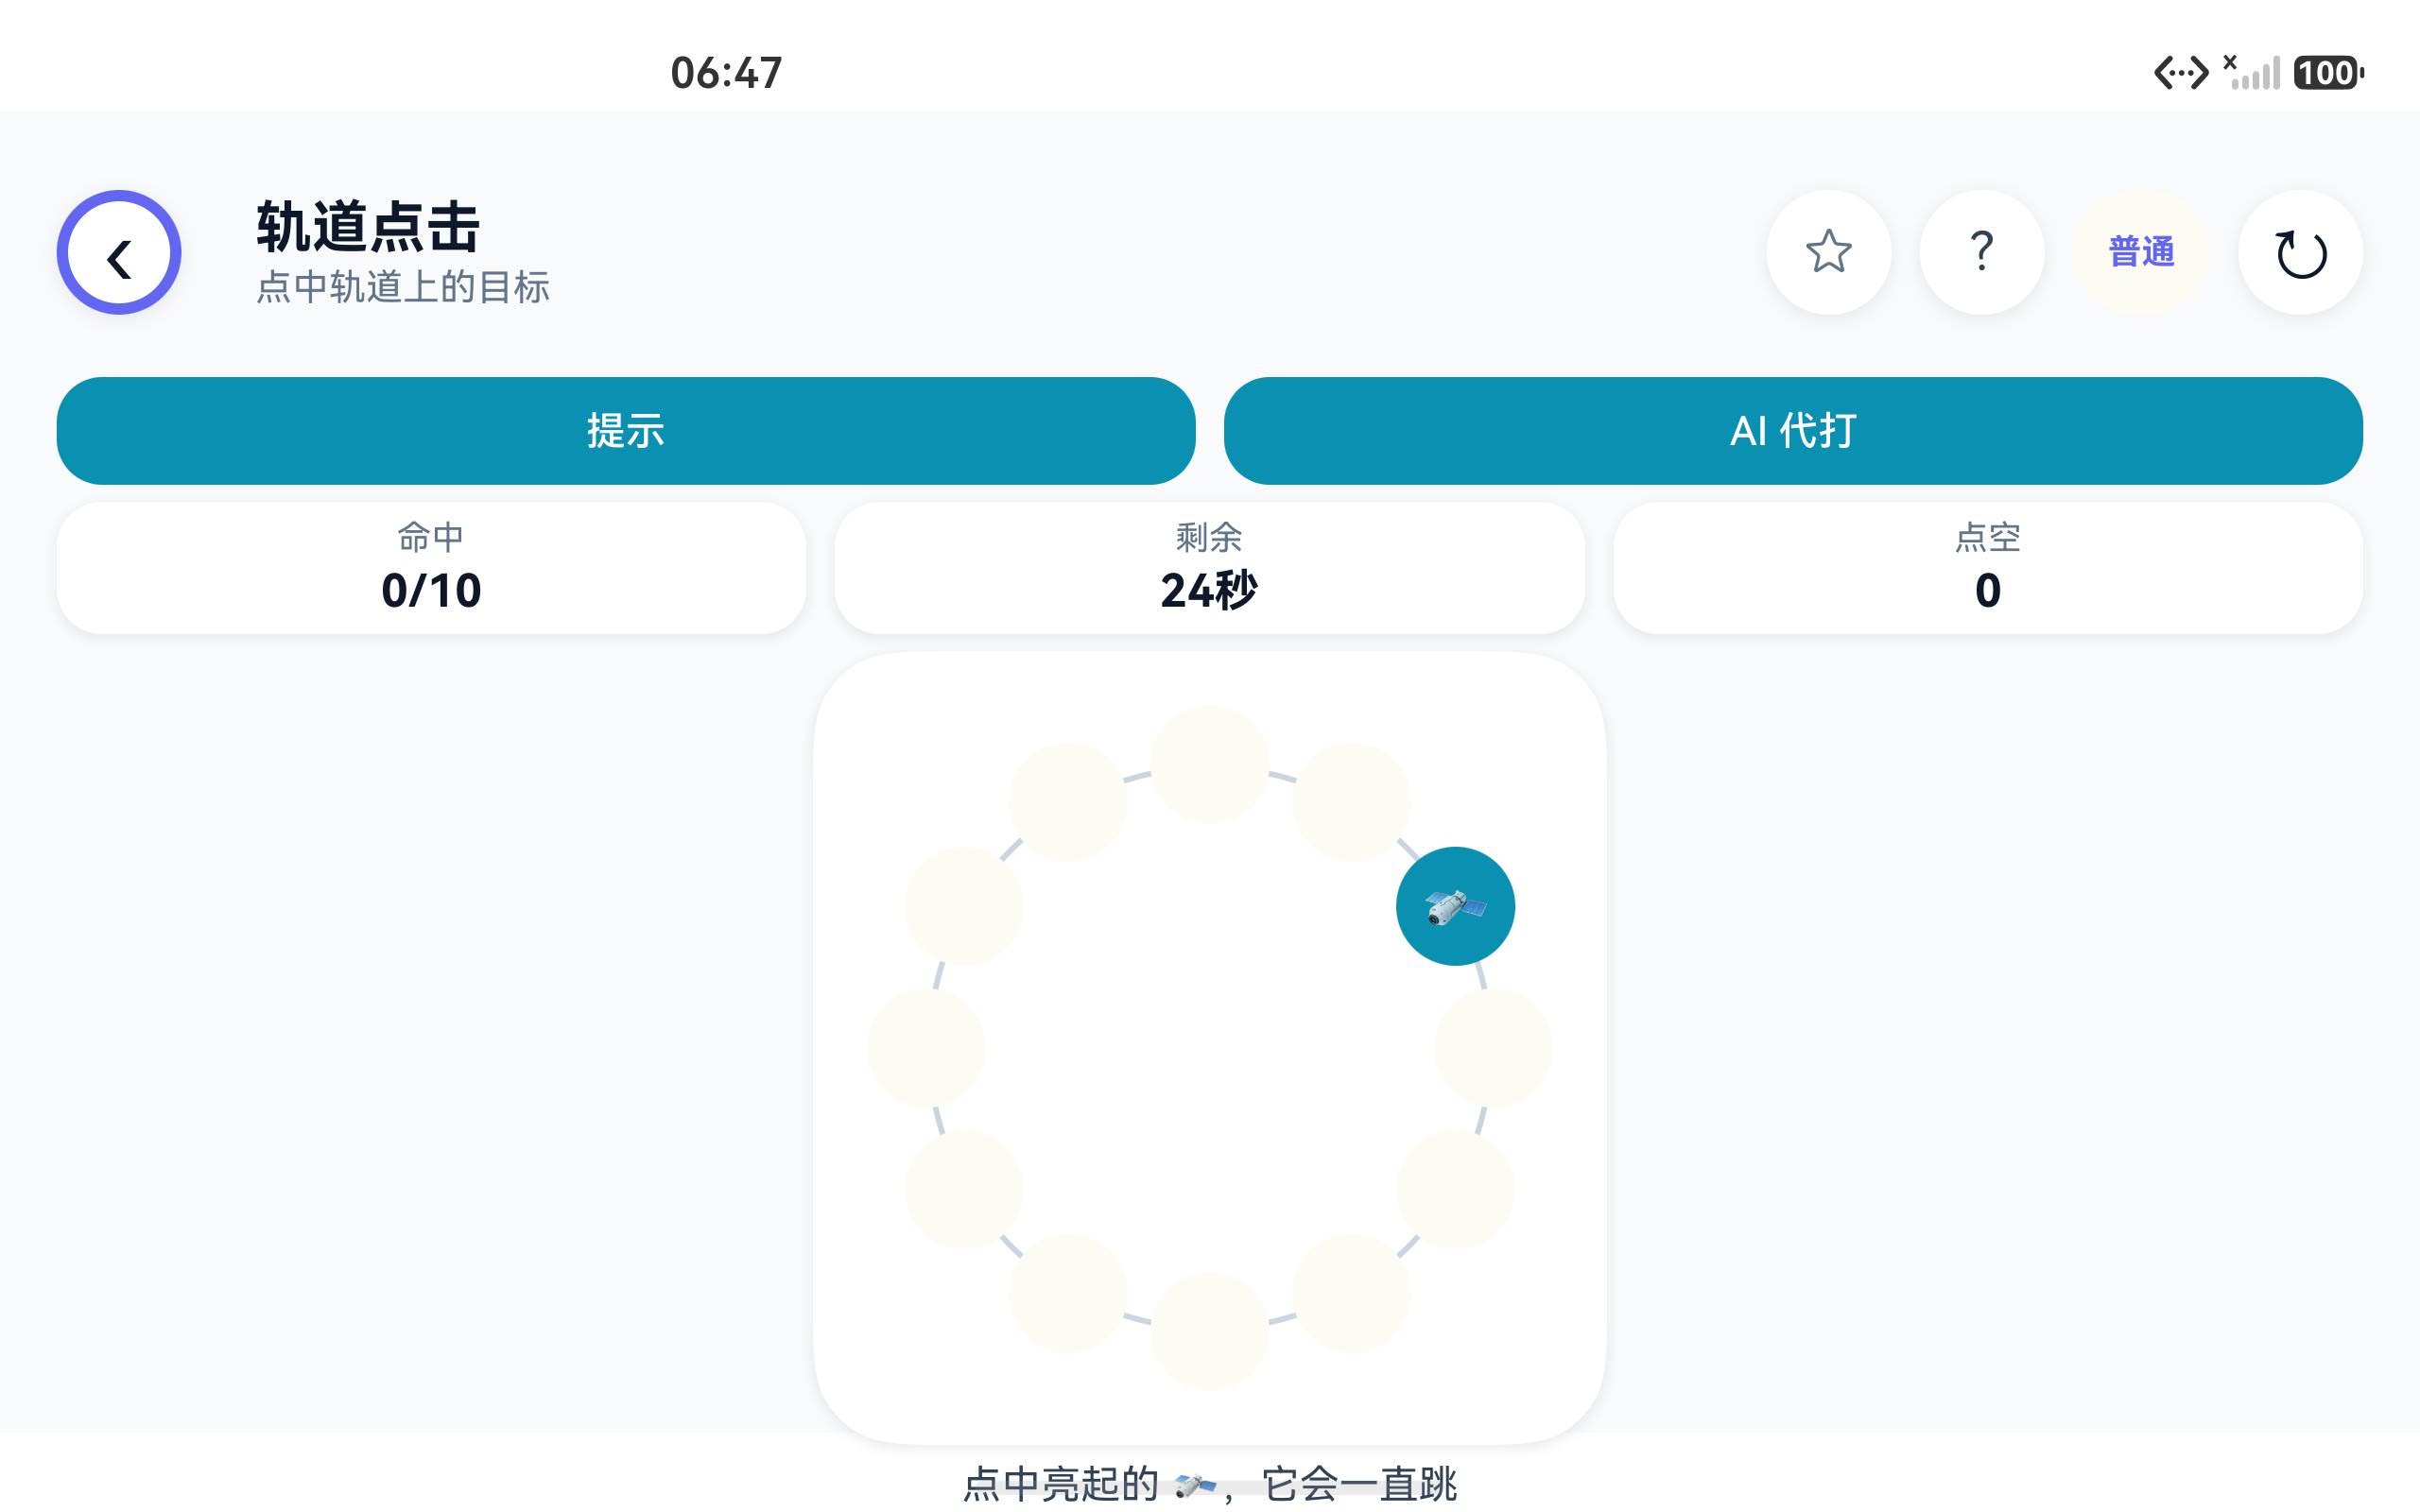 06:47
100
轨道点击
点中轨道上的目标
?
普通
提示
AI 代打
命中
0/10
剩余
24秒
点空
0
点中亮起的 🛰️，它会一直跳